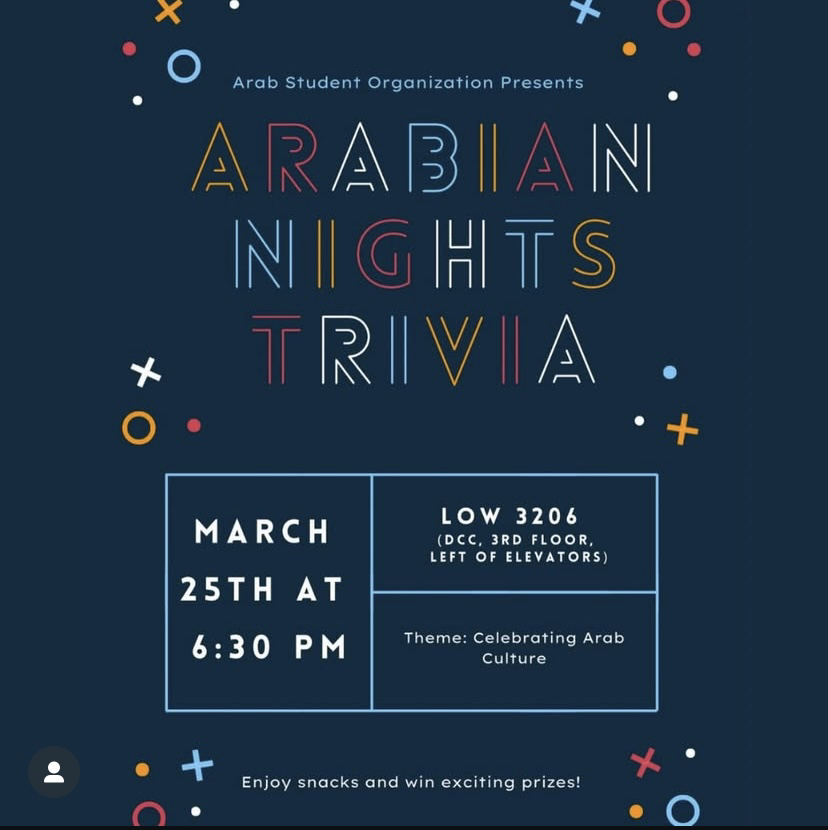 Arab Student Organization Presents
ARABIAN
NIGHTS
TRIVIA
MARCH
25TH AT
6:30 PM
LOW 3206
(DCC, 3RD FLOOR,
LEFT OF ELEVATORS)
Theme: Celebrating Arab
Culture
Enjoy snacks and win exciting prizes!